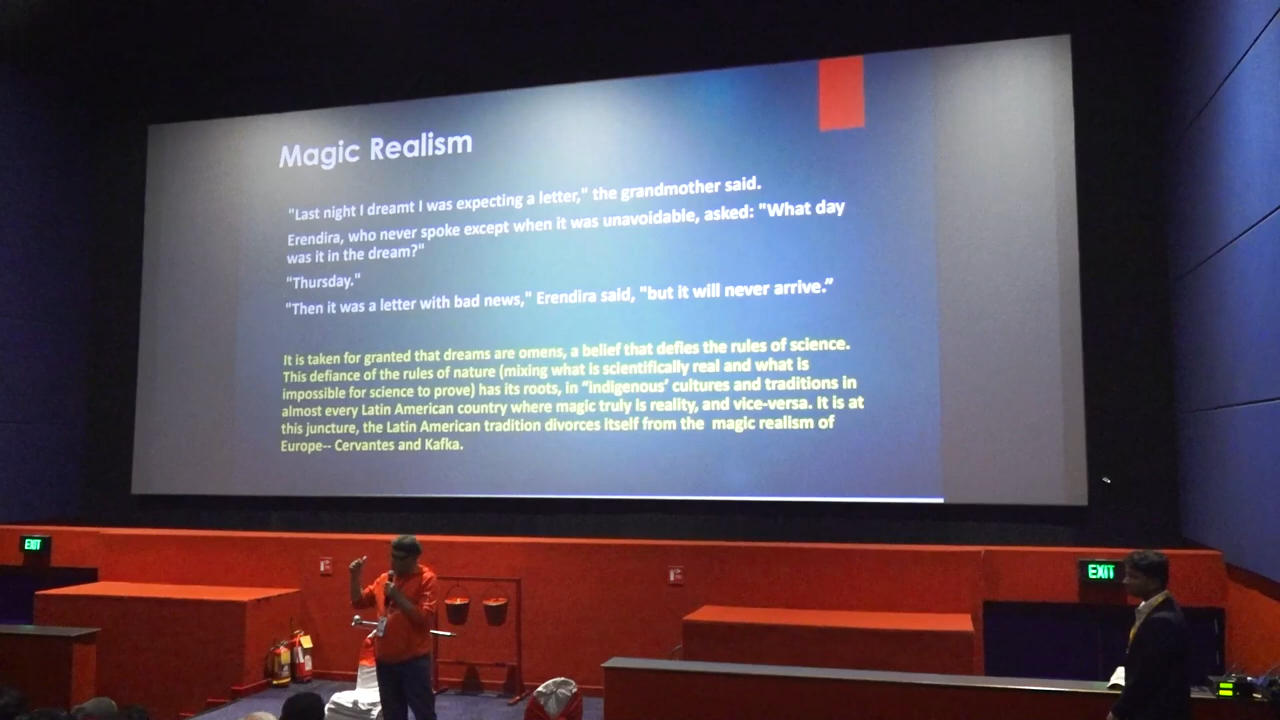 Magic Realism
"Last night I dreamt I was expecting a letter," the grandmother said.
Erendira, who never spoke except when it was unavoidable, asked: "What day
was it in the dream?"
"Thursday."
"Then it was a letter with bad news," Erendira said, "but it will never arrive.”
It is taken for granted that dreams are omens, a belief that defies the rules of science.
This defiance of the rules of nature (mixing what is scientifically real and what is
impossible for science to prove) has its roots, in “indigenous’ cultures and traditions in
almost every Latin American country where magic truly is reality, and vice-versa. It is at
this juncture, the Latin American tradition divorces itself from the magic realism of
Europe-- Cervantes and Kafka.
EXIT
EXIT